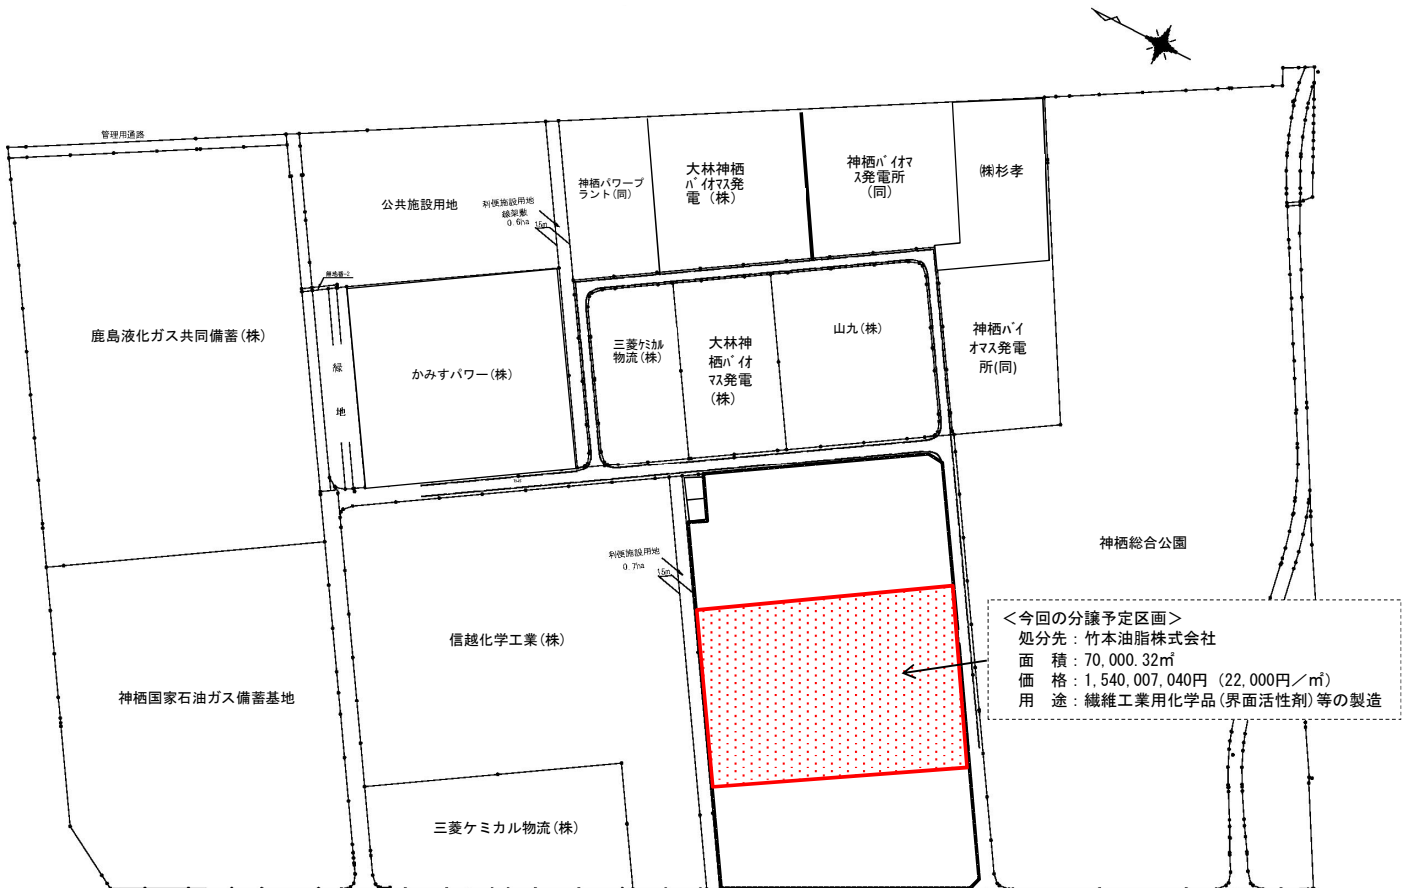 管理用通路
公共施設用地
利便施設用地
線架敷
0.6ha
15m
神栖パワープ
ラント(同)
大林神栖
バイオマス発
電(株)
神栖バイオマ
ス発電所
(同)
㈱杉孝
鹿島液化ガス共同備蓄(株)
緑
地
かみすパワー(株)
三菱ケミカル
物流(株)
大林神
栖バイオ
マス発電
(株)
山九(株)
神栖バイ
オマス発電
所(同)
神栖総合公園
利便施設用地
0.7ha
15m
信越化学工業(株)
神栖国家石油ガス備蓄基地
三菱ケミカル物流(株)
<今回の分譲予定区画>
処分先:竹本油脂株式会社
面 積:70,000.32㎡
価 格:1,540,007,040円 (22,000円/㎡)
用 途:繊維工業用化学品(界面活性剤)等の製造